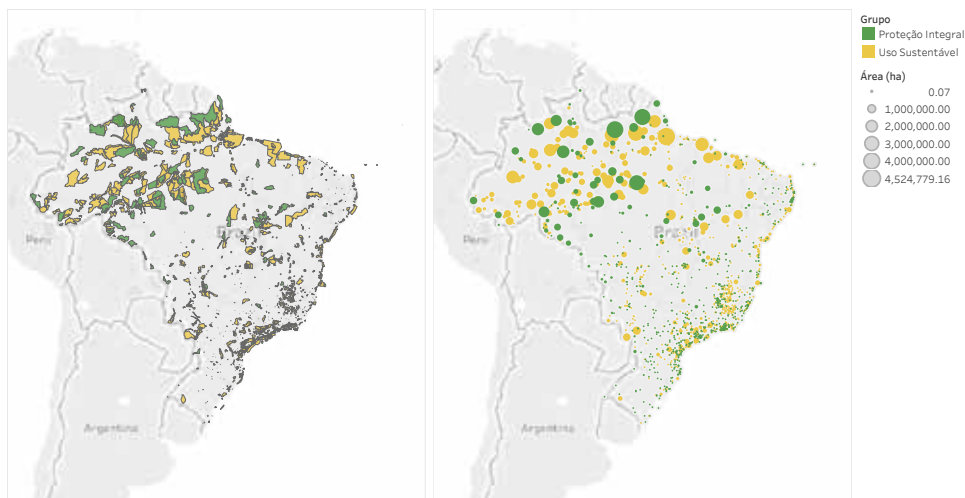 Peru
Brasil
Argentina
Peru
Brasil
Argentina
Grupo
Proteção Integral
Uso Sustentável
Área (ha)
0.07
1,000,000.00
2,000,000.00
3,000,000.00
4,000,000.00
4,524,779.16